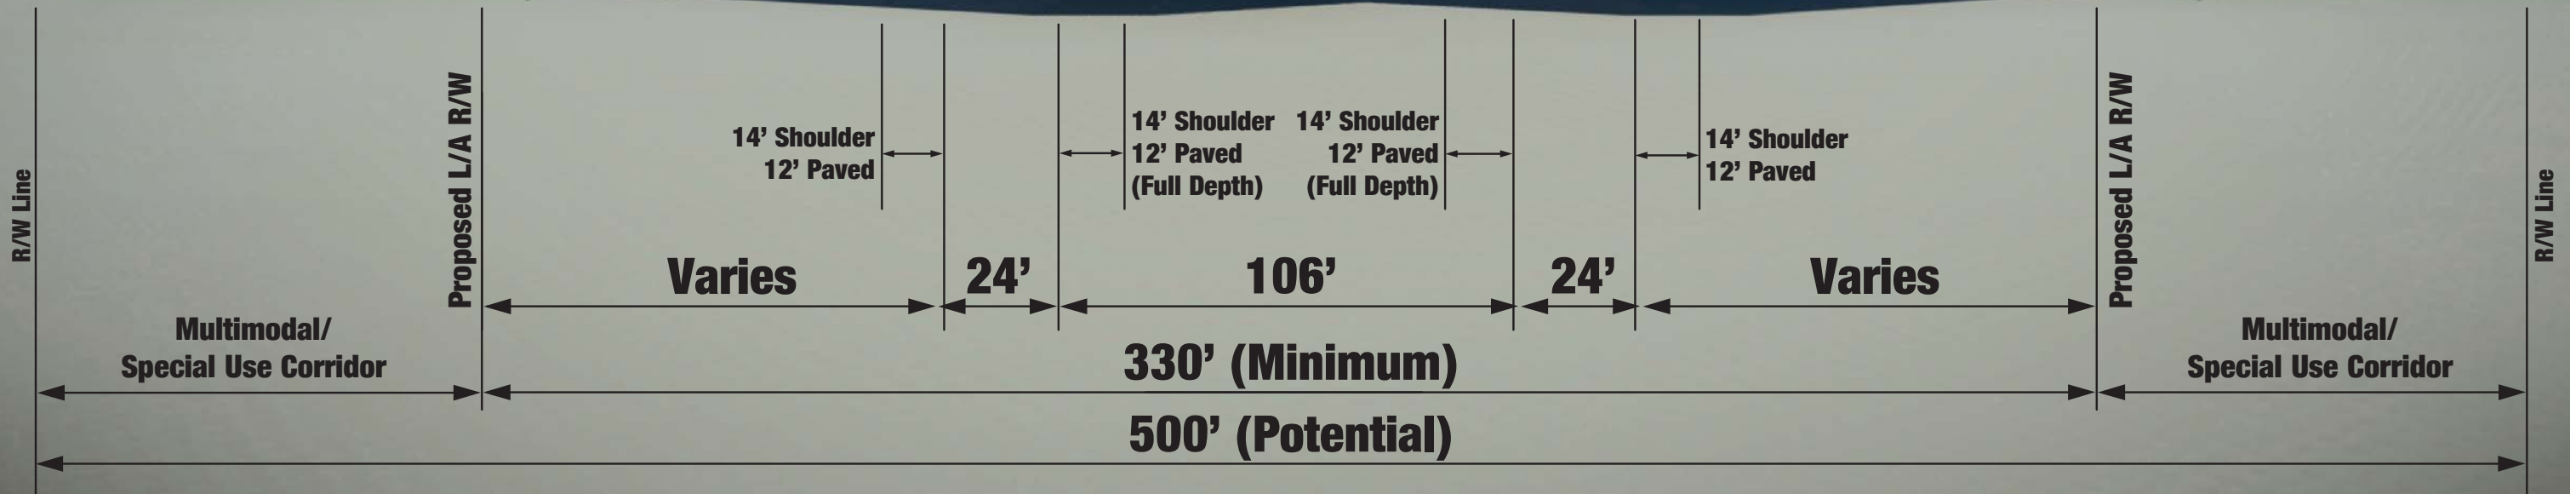 R/W Line
Proposed L/A R/W
14’ Shoulder
12’ Paved
14’ Shoulder
12’ Paved
(Full Depth)
14’ Shoulder
12’ Paved
(Full Depth)
14’ Shoulder
12’ Paved
Proposed L/A R/W
R/W Line
Varies
24’
106’
24’
Varies
Multimodal/
Special Use Corridor
330’ (Minimum)
Multimodal/
Special Use Corridor
500’ (Potential)